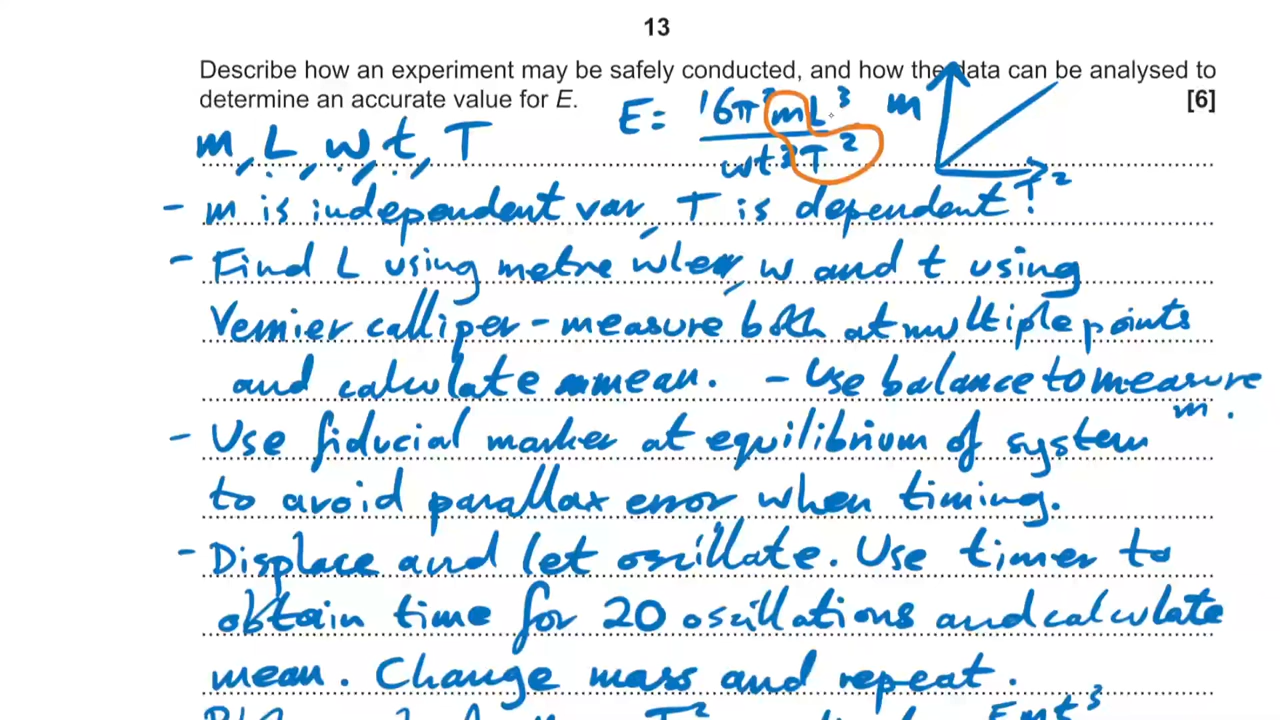 13
Describe how an experiment may be safely conducted, and how the data can be analysed to
determine an accurate value for E.
[6]
E = 16π²mL³ / wt³T²
m
T²
m, L, w, t, T
- m is independent var, T is dependent!
- Find L using metre
w and t using
Vernier calliper - measure both at multiple points
and calculate mean. - Use balance to measure
m.
- Use fiducial marker at equilibrium of system
to avoid parallax error when timing.
- Displace and let oscillate. Use timer to
obtain time for 20 oscillations and calculate
mean. Change mass and repeat.